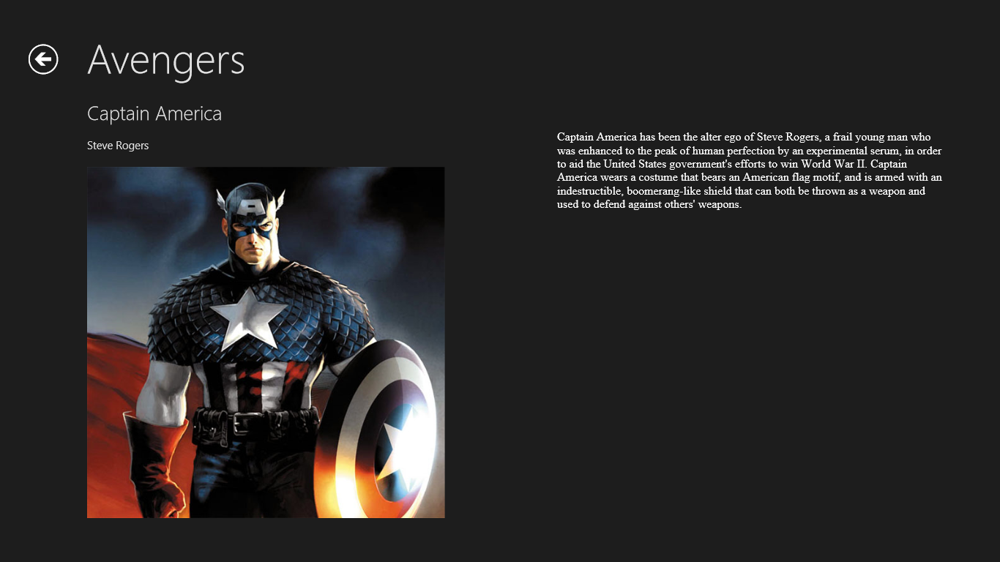 Avengers
Captain America
Steve Rogers
Captain America has been the alter ego of Steve Rogers, a frail young man who
was enhanced to the peak of human perfection by an experimental serum, in order
to aid the United States government's efforts to win World War II. Captain
America wears a costume that bears an American flag motif, and is armed with an
indestructible, boomerang-like shield that can both be thrown as a weapon and
used to defend against others' weapons.
A